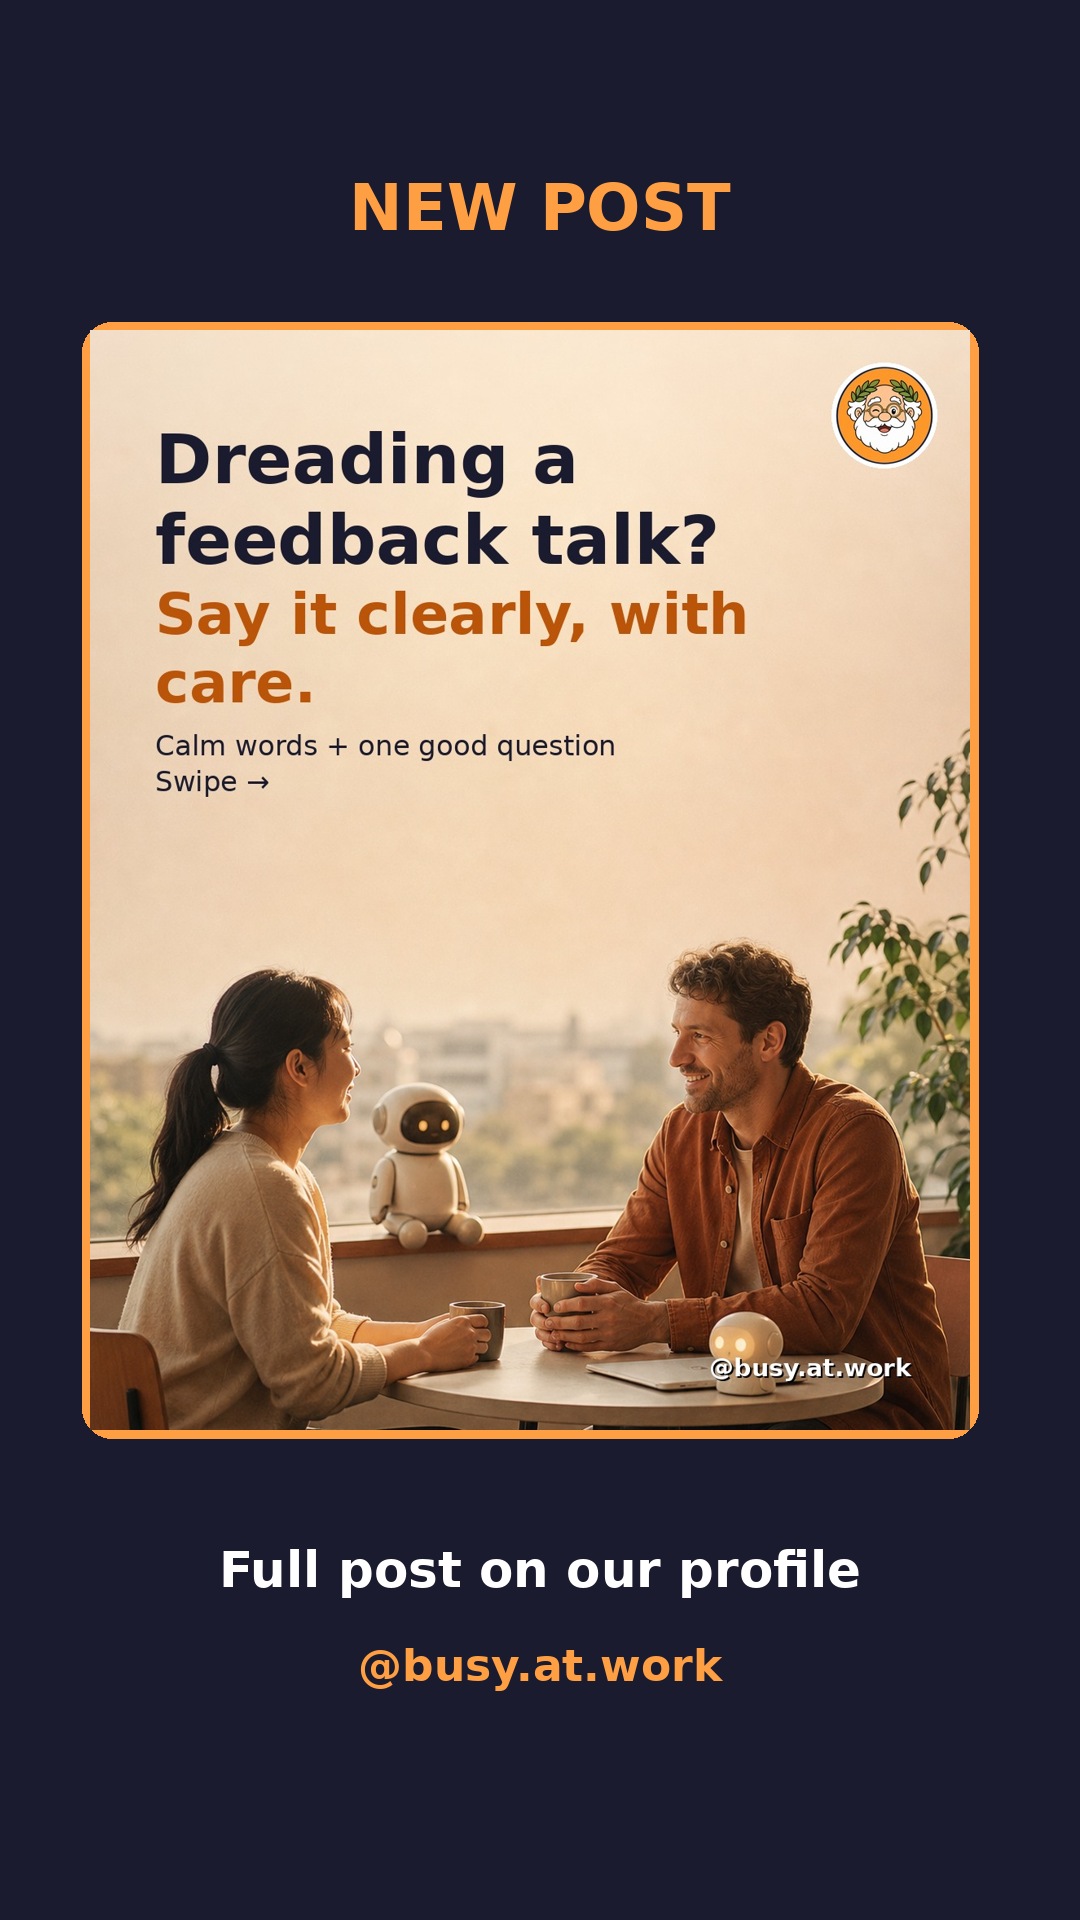 NEW POST
Dreading a
feedback talk?
Say it clearly, with
care.
Calm words + one good question
Swipe →
@busy.at.work
Full post on our profile
@busy.at.work